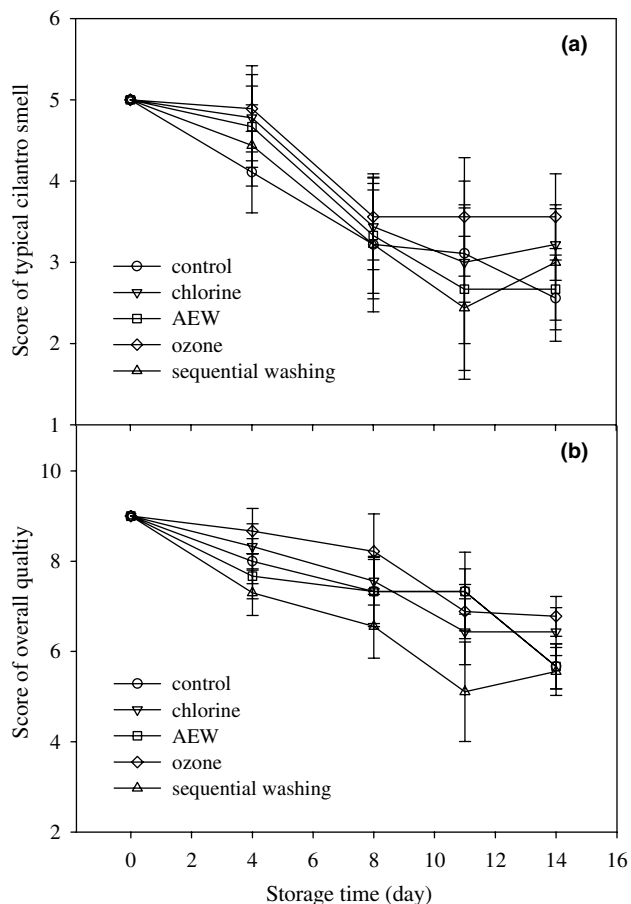 6
(a)
5
4
3
2
1
Score of typical cilantro smell
control
chlorine
AEW
ozone
sequential washing
(b)
10
8
6
4
2
Score of overall qualtiy
control
chlorine
AEW
ozone
sequential washing
0 2 4 6 8 10 12 14 16
Storage time (day)